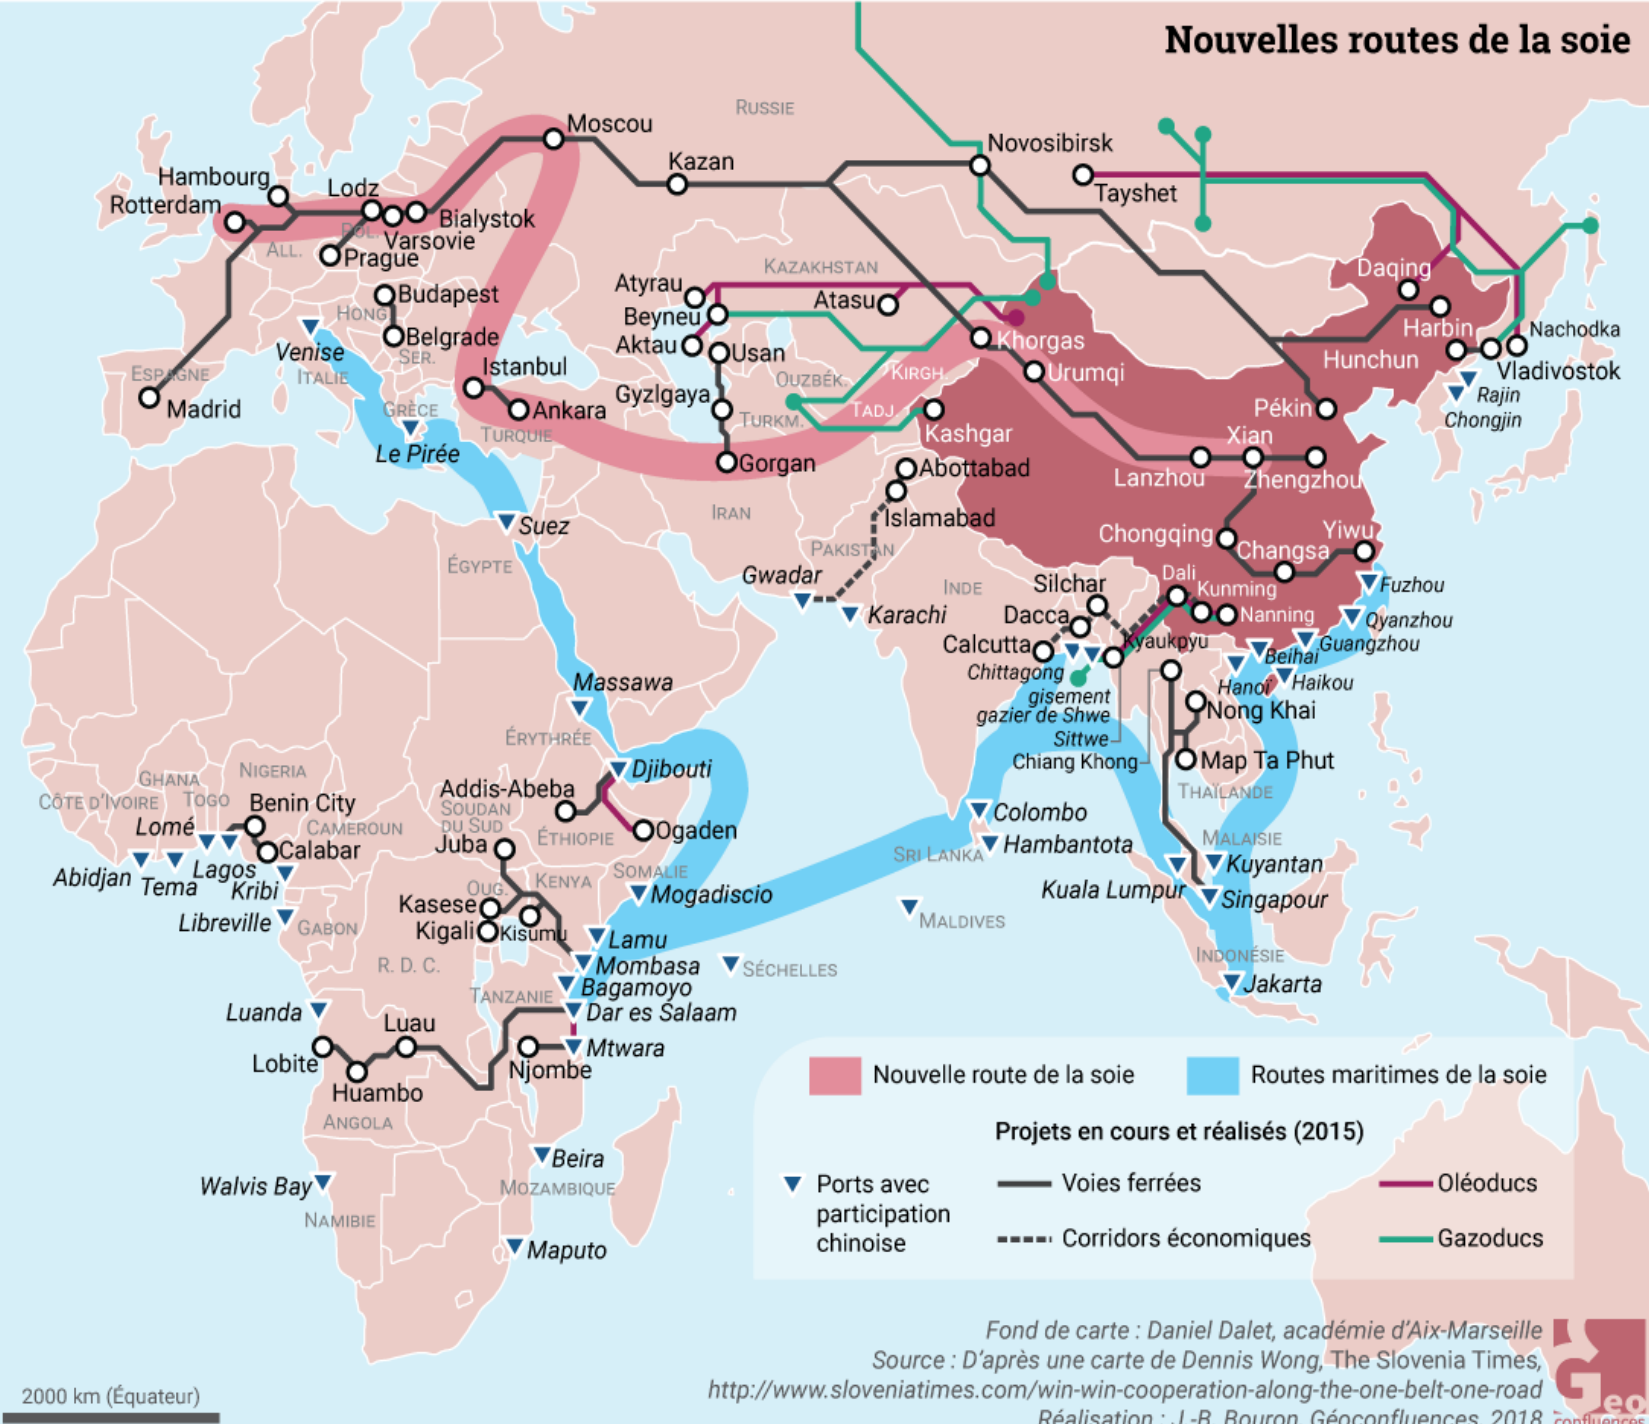 Nouvelles routes de la soie
RUSSIE
Moscou
Kazan
Novosibirsk
Tayshet
Hambourg
Rotterdam
Lodz
Bialystok
Varsovie
POL.
ALL.
Prague
Budapest
HONG.
Belgrade
SER.
Venise
ITALIE
ESPAGNE
Madrid
GRÈCE
Le Pirée
Istanbul
Ankara
TURQUIE
KAZAKHSTAN
Atyrau
Beyneu
Aktau
Atasu
Usan
Gyzlgaya
OUZBÉK.
TURKM.
KIRGH.
TADJ.
Gorgan
Khorgas
Urumqi
Kashgar
Daqing
Harbin
Hunchun
Nachodka
Vladivostok
Rajin
Chongjin
Pékin
Xian
Lanzhou
Zhengzhou
Chongqing
Changsa
Yiwu
Abottabad
Islamabad
IRAN
PAKISTAN
Gwadar
Karachi
INDE
Suez
ÉGYPTE
Silchar
Dacca
Calcutta
Chittagong
gisement
gazier de Shwe
Sittwe
Chiang Khong
Dali
Kunming
Nanning
Kyaukpyu
Fuzhou
Qyanzhou
Guangzhou
Beihai
Haikou
Hanoï
Nong Khai
Map Ta Phut
THAÏLANDE
Massawa
ÉRYTHRÉE
Djibouti
Addis-Abeba
SOUDAN
DU SUD
ÉTHIOPIE
Ogaden
Juba
SOMALIE
OUG.
KENYA
Mogadiscio
Kasese
Kigali
Kisumu
Lamu
Mombasa
Bagamoyo
TANZANIE
Dar es Salaam
Mtwara
Njombe
GHANA
NIGERIA
CÔTE D'IVOIRE
TOGO
Benin City
Lomé
CAMEROUN
Calabar
Abidjan
Tema
Lagos
Kribi
Libreville
GABON
R. D. C.
Luanda
Luau
Lobite
Huambo
ANGOLA
Walvis Bay
NAMIBIE
Beira
MOZAMBIQUE
Maputo
Colombo
Hambantota
SRI LANKA
MALDIVES
SÉCHELLES
MALAISIE
Kuyantan
Kuala Lumpur
Singapour
INDONÉSIE
Jakarta
Nouvelle route de la soie
Routes maritimes de la soie
Projets en cours et réalisés (2015)
Ports avec
participation
chinoise
Voies ferrées
Oléoducs
Corridors économiques
Gazoducs
Fond de carte : Daniel Dalet, académie d'Aix-Marseille
Source : D'après une carte de Dennis Wong, The Slovenia Times,
http://www.sloveniatimes.com/win-win-cooperation-along-the-one-belt-one-road
Réalisation : J.-B. Bouron, Géoconfluences, 2018
Geo
confluences
2000 km (Équateur)